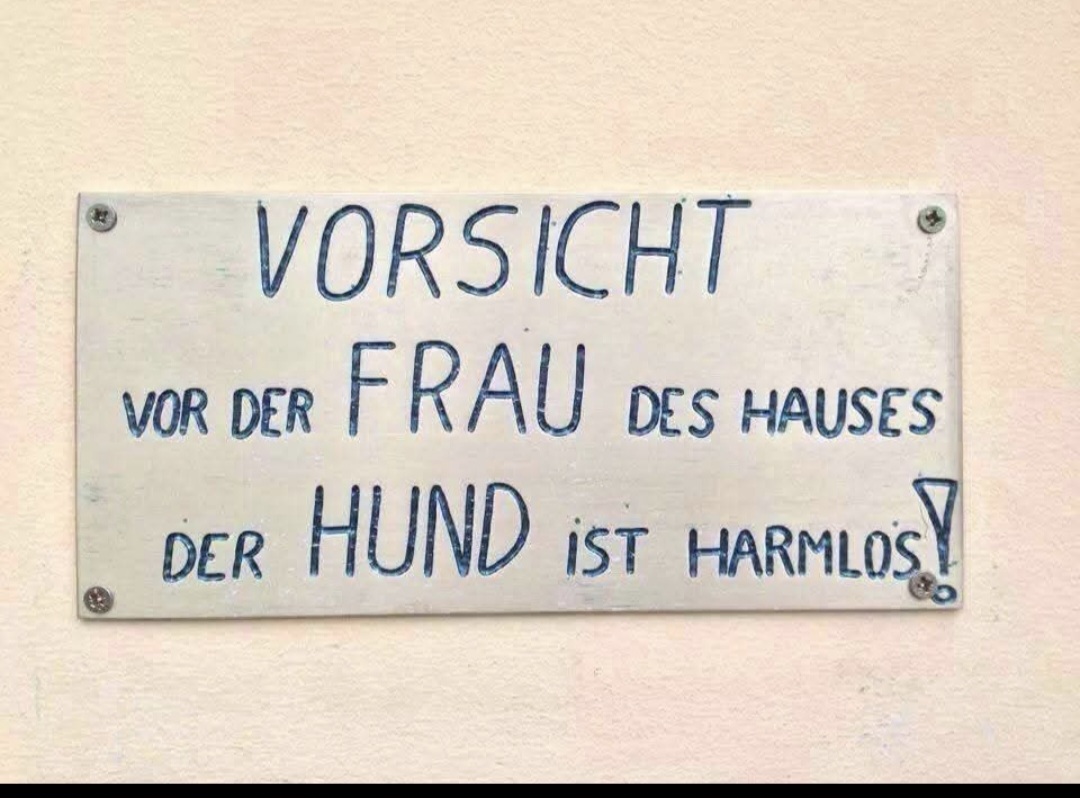 VORSICHT
VOR DER FRAU DES HAUSES
DER HUND IST HARMLOS!